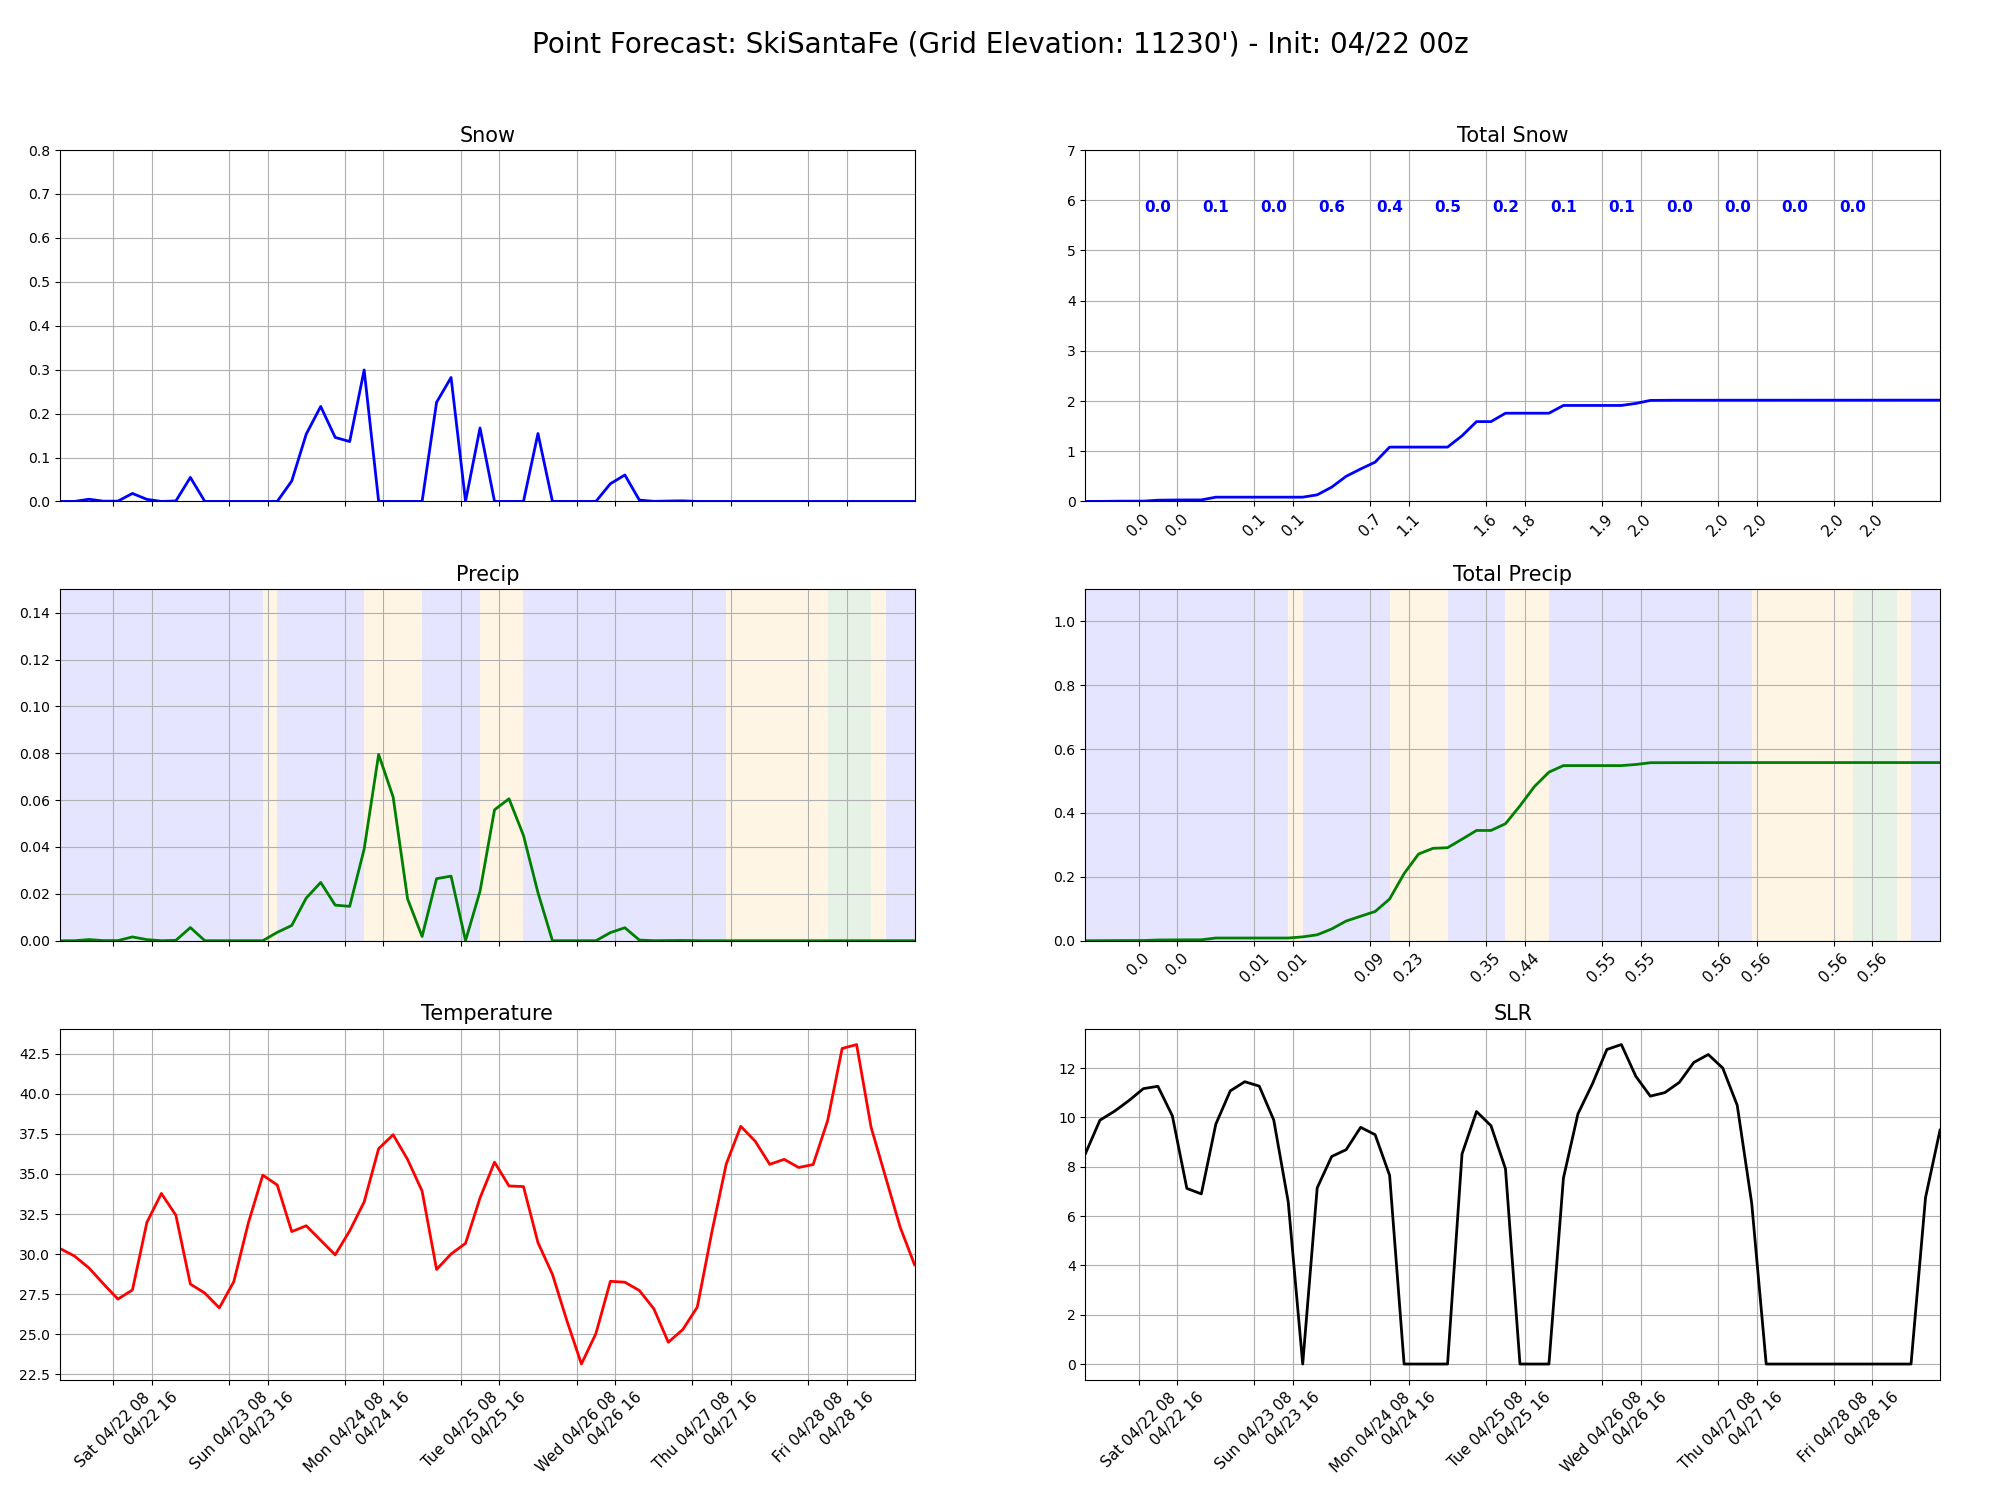 Point Forecast: SkiSantaFe (Grid Elevation: 11230') - Init: 04/22 00z
Snow
0.8
0.7
0.6
0.5
0.4
0.3
0.2
0.1
0.0
Total Snow
7
6
5
4
3
2
1
0
0.0 0.1 0.0 0.6 0.4 0.5 0.2 0.1 0.1 0.0 0.0 0.0 0.0
0.0 0.0 0.1 0.1 0.7 1.1 1.6 1.8 1.9 2.0 2.0 2.0 2.0 2.0
Precip
0.14
0.12
0.10
0.08
0.06
0.04
0.02
0.00
Total Precip
1.0
0.8
0.6
0.4
0.2
0.0
0.0 0.0 0.01 0.01 0.09 0.23 0.35 0.44 0.55 0.55 0.56 0.56 0.56 0.56
Temperature
42.5
40.0
37.5
35.0
32.5
30.0
27.5
25.0
22.5
Sat 04/22 08
04/22 16
Sun 04/23 08
04/23 16
Mon 04/24 08
04/24 16
Tue 04/25 08
04/25 16
Wed 04/26 08
04/26 16
Thu 04/27 08
04/27 16
Fri 04/28 08
04/28 16
SLR
12
10
8
6
4
2
0
Sat 04/22 08
04/22 16
Sun 04/23 08
04/23 16
Mon 04/24 08
04/24 16
Tue 04/25 08
04/25 16
Wed 04/26 08
04/26 16
Thu 04/27 08
04/27 16
Fri 04/28 08
04/28 16